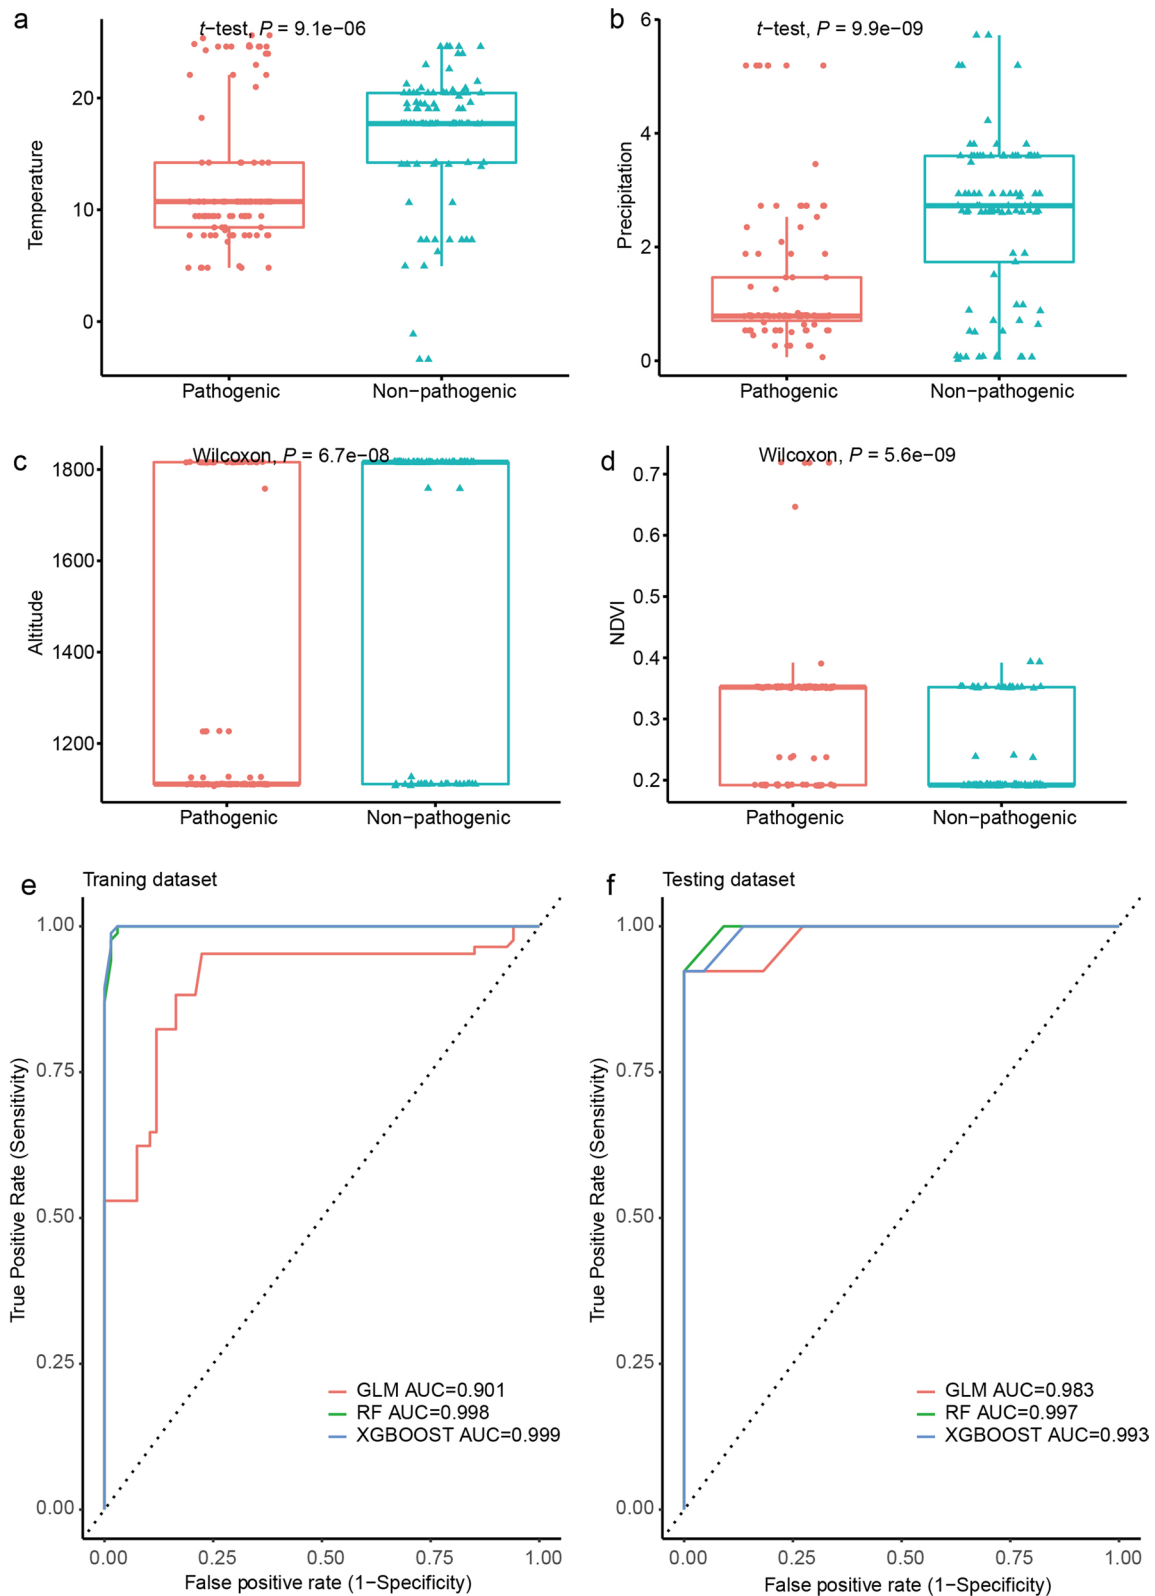 a
t−test, P = 9.1e−06
Temperature
20
10
0
Pathogenic
Non−pathogenic
b
t−test, P = 9.9e−09
Precipitation
6
4
2
0
Pathogenic
Non−pathogenic
c
Wilcoxon, P = 6.7e−08
Altitude
1800
1600
1400
1200
Pathogenic
Non−pathogenic
d
Wilcoxon, P = 5.6e−09
NDVI
0.7
0.6
0.5
0.4
0.3
0.2
Pathogenic
Non−pathogenic
e
Traning dataset
True Positive Rate (Sensitivity)
1.00
0.75
0.50
0.25
0.00
GLM AUC=0.901
RF AUC=0.998
XGBOOST AUC=0.999
0.00 0.25 0.50 0.75 1.00
False positive rate (1−Specificity)
f
Testing dataset
True Positive Rate (Sensitivity)
1.00
0.75
0.50
0.25
0.00
GLM AUC=0.983
RF AUC=0.997
XGBOOST AUC=0.993
0.00 0.25 0.50 0.75 1.00
False positive rate (1−Specificity)